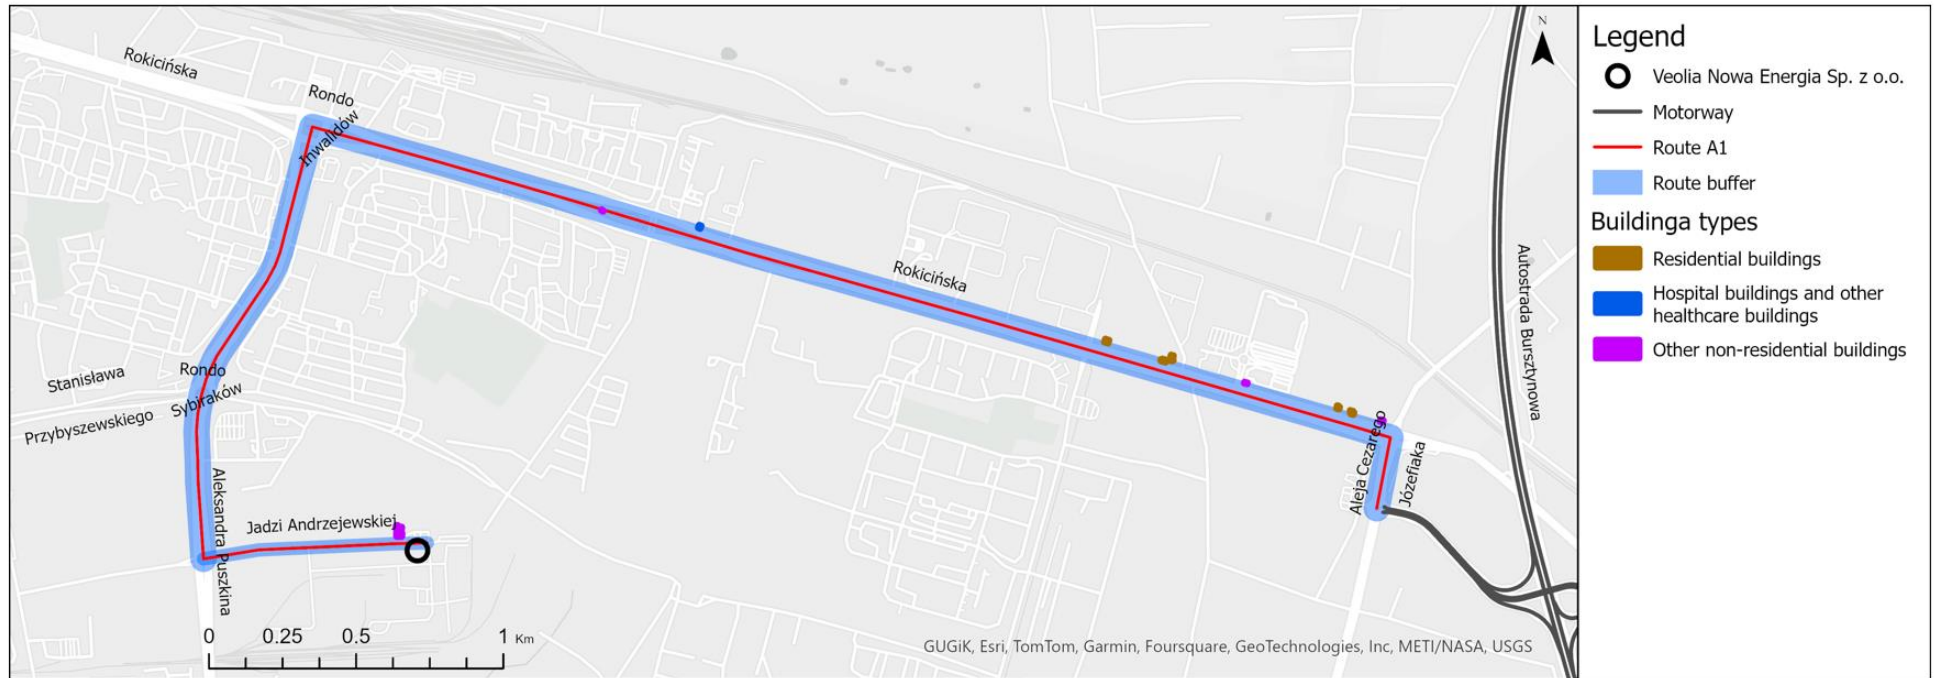 Rokicińska
Rondo
Inwalidów
Rokicińska
Stanisława
Przybyszewskiego
Rondo
Sybiraków
Aleksandra Puszkina
Jadzi Andrzejewskiej
Aleja Cezarego
Józefiaka
Autostrada Bursztynowa
N
0 0.25 0.5 1 Km
GUGiK, Esri, TomTom, Garmin, Foursquare, GeoTechnologies, Inc, METI/NASA, USGS
Legend
Veolia Nowa Energia Sp. z o.o.
Motorway
Route A1
Route buffer
Buildinga types
Residential buildings
Hospital buildings and other
healthcare buildings
Other non-residential buildings